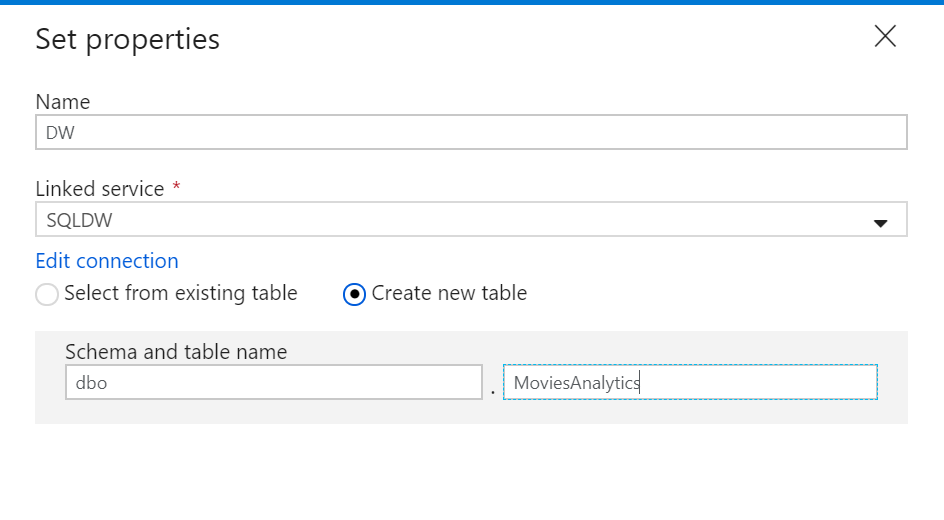 Set properties
Name
DW
Linked service *
SQLDW
Edit connection
Select from existing table Create new table
Schema and table name
dbo . MoviesAnalytics